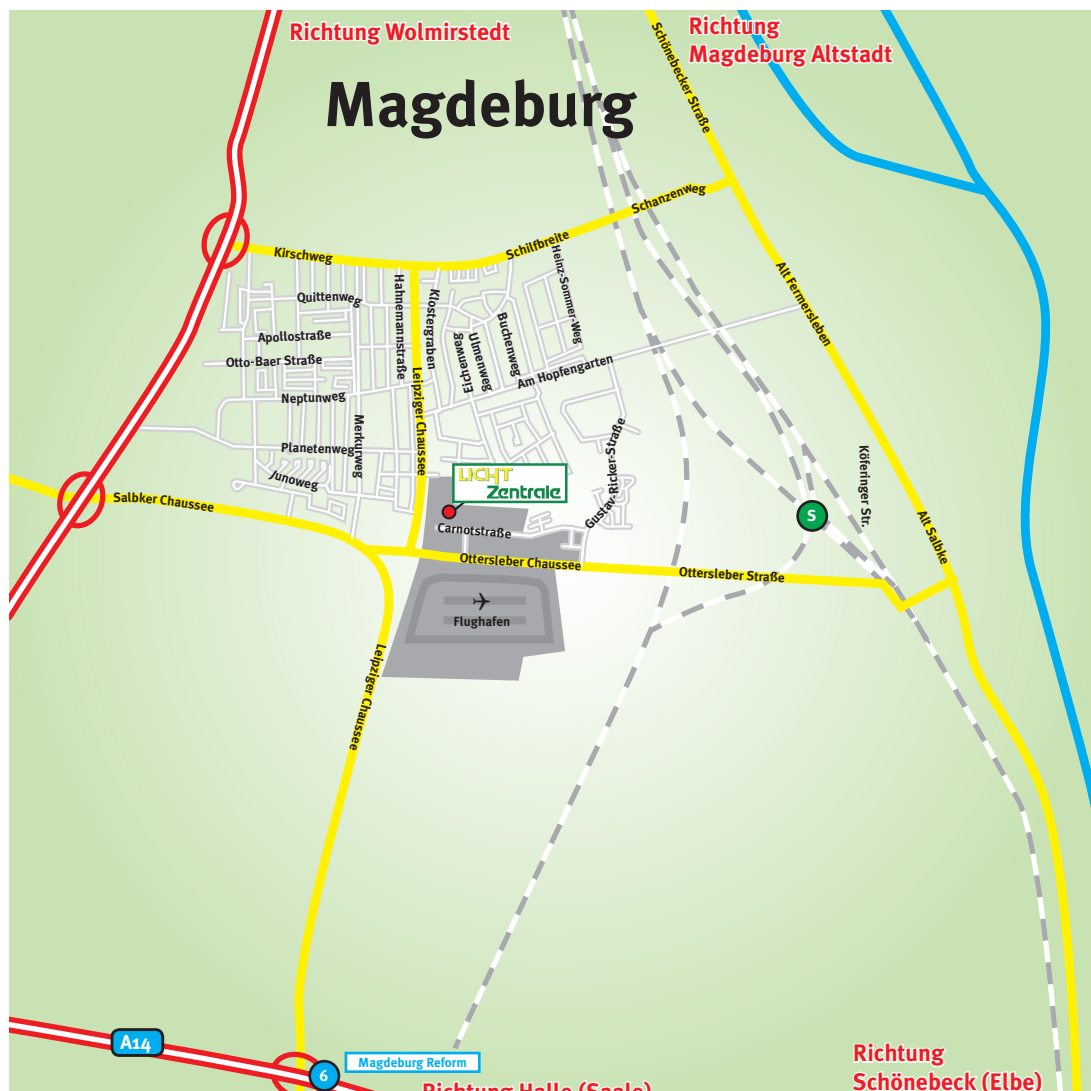 Richtung Wolmirstedt
Richtung
Magdeburg Altstadt
Magdeburg
Schönebecker Straße
Schanzenweg
Schilfbreite
Kirschweg
Heinz-Sommer-Weg
Alt Fermersleben
Quittenweg
Hahnemannstraße
Klostergraben
Apollostraße
Buchenweg
Ulmenweg
Eichenweg
Otto-Baer Straße
Am Hopfengarten
Leipziger Chaussee
Neptunweg
Merkurweg
Planetenweg
Gustav-Ricker-Straße
Junoweg
LICHT
Zentrale
Köferinger Str.
Salbker Chaussee
Carnotstraße
S
Alt Salbke
Ottersleber Chaussee
Ottersleber Straße
Flughafen
Leipziger Chaussee
A14
Magdeburg Reform
6
Richtung
Schönebeck (Elbe)
Richtung Halle (Saale)